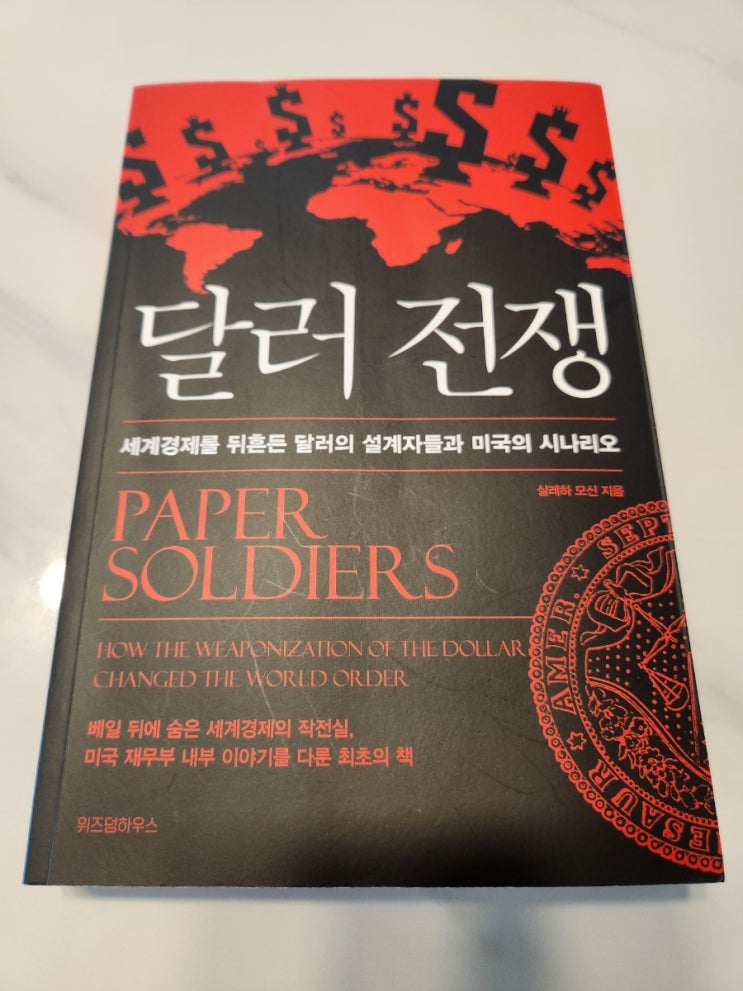 달러 전쟁
세계경제를 뒤흔든 달러의 설계자들과 미국의 시나리오
살레하 모신 지음
PAPER
SOLDIERS
HOW THE WEAPONIZATION OF THE DOLLAR
CHANGED THE WORLD ORDER
베일 뒤에 숨은 세계경제의 작전실,
미국 재무부 내부 이야기를 다룬 최초의 책
위즈덤하우스
THESAUR. AMER. SEPT